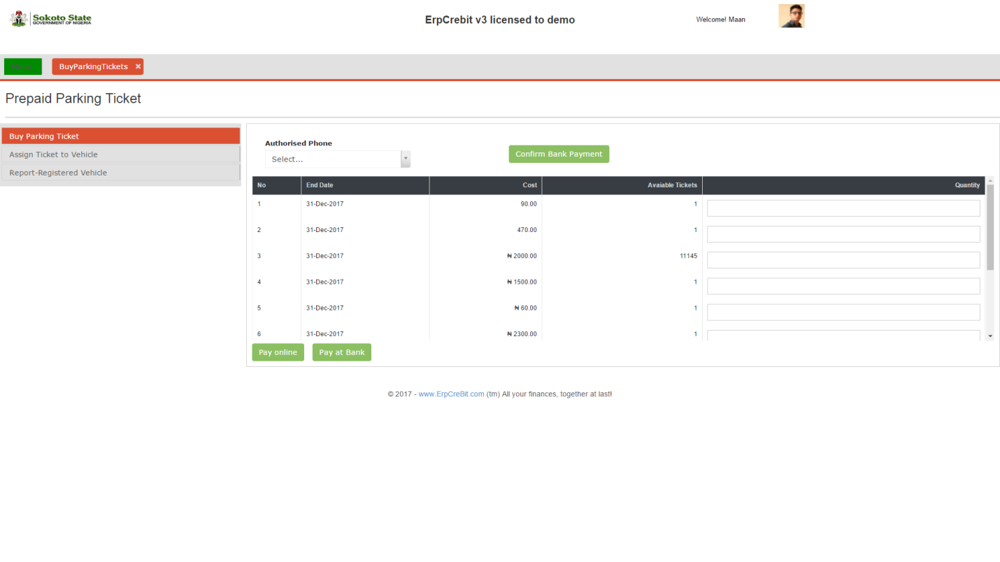 Sokoto State
GOVERNMENT OF NIGERIA
ErpCrebit v3 licensed to demo
Welcome! Maan
BuyParkingTickets ✖
Prepaid Parking Ticket
Buy Parking Ticket
Assign Ticket to Vehicle
Report-Registered Vehicle
Authorised Phone
Select...
Confirm Bank Payment
No End Date Cost Avaiable Tickets Quantity
1 31-Dec-2017 90.00 1
2 31-Dec-2017 470.00 1
3 31-Dec-2017 ₦ 2000.00 11145
4 31-Dec-2017 ₦ 1500.00 1
5 31-Dec-2017 ₦ 60.00 1
6 31-Dec-2017 ₦ 2300.00 1
Pay online Pay at Bank
© 2017 - www.ErpCreBit.com (tm) All your finances, together at last!